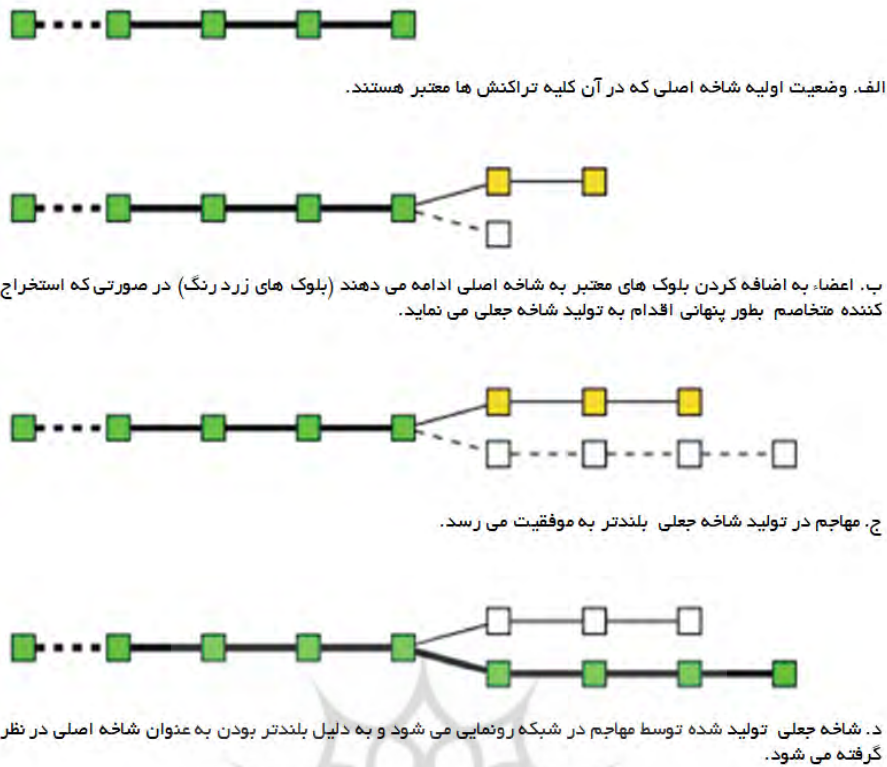 الف. وضعیت اولیه شاخه اصلی که در آن کلیه تراکنش ها معتبر هستند.
ب. اعضاء به اضافه کردن بلوک های معتبر به شاخه اصلی ادامه می دهند (بلوک های زرد رنگ) در صورتی که استخراج
کننده متخاصم بطور پنهانی اقدام به تولید شاخه جعلی می نماید.
ج. مهاجم در تولید شاخه جعلی بلندتر به موفقیت می رسد.
د. شاخه جعلی تولید شده توسط مهاجم در شبکه رونمایی می شود و به دلیل بلندتر بودن به عنوان شاخه اصلی در نظر
گرفته می شود.